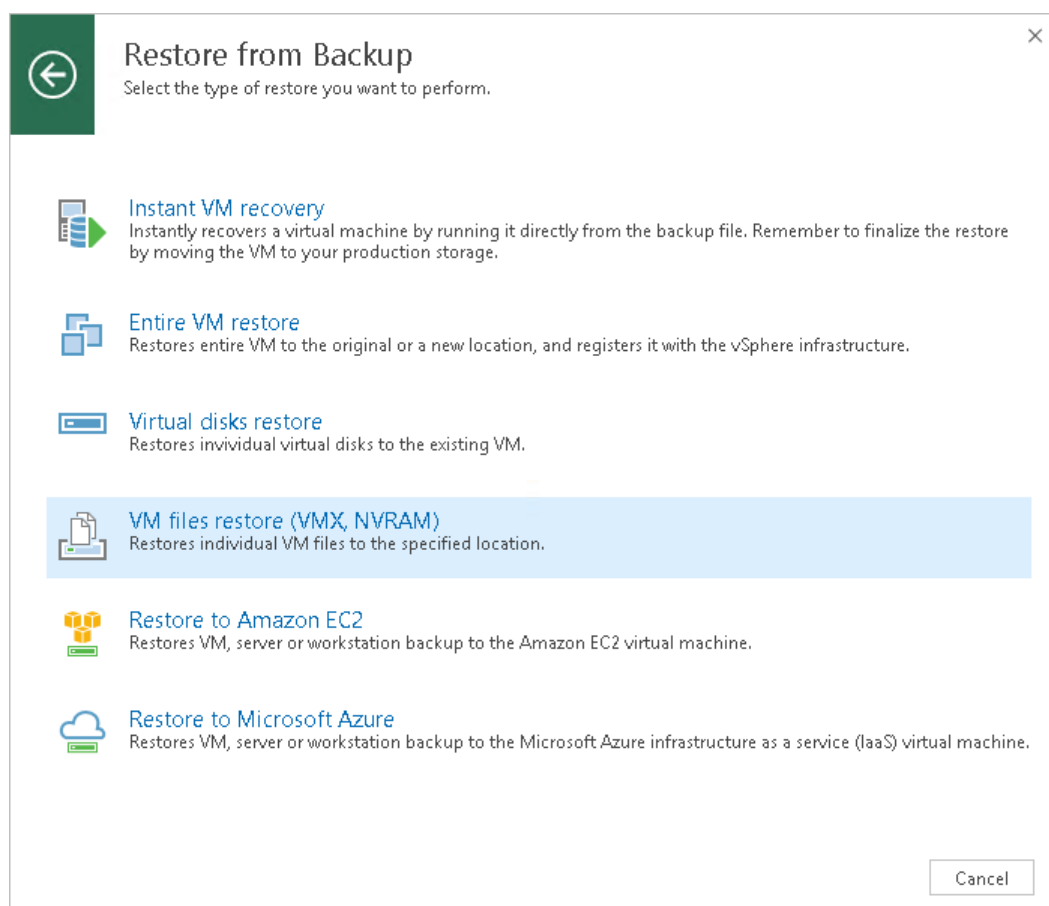 Restore from Backup
Select the type of restore you want to perform.
Instant VM recovery
Instantly recovers a virtual machine by running it directly from the backup file. Remember to finalize the restore
by moving the VM to your production storage.
Entire VM restore
Restores entire VM to the original or a new location, and registers it with the vSphere infrastructure.
Virtual disks restore
Restores invividual virtual disks to the existing VM.
VM files restore (VMX, NVRAM)
Restores individual VM files to the specified location.
Restore to Amazon EC2
Restores VM, server or workstation backup to the Amazon EC2 virtual machine.
Restore to Microsoft Azure
Restores VM, server or workstation backup to the Microsoft Azure infrastructure as a service (IaaS) virtual machine.
Cancel